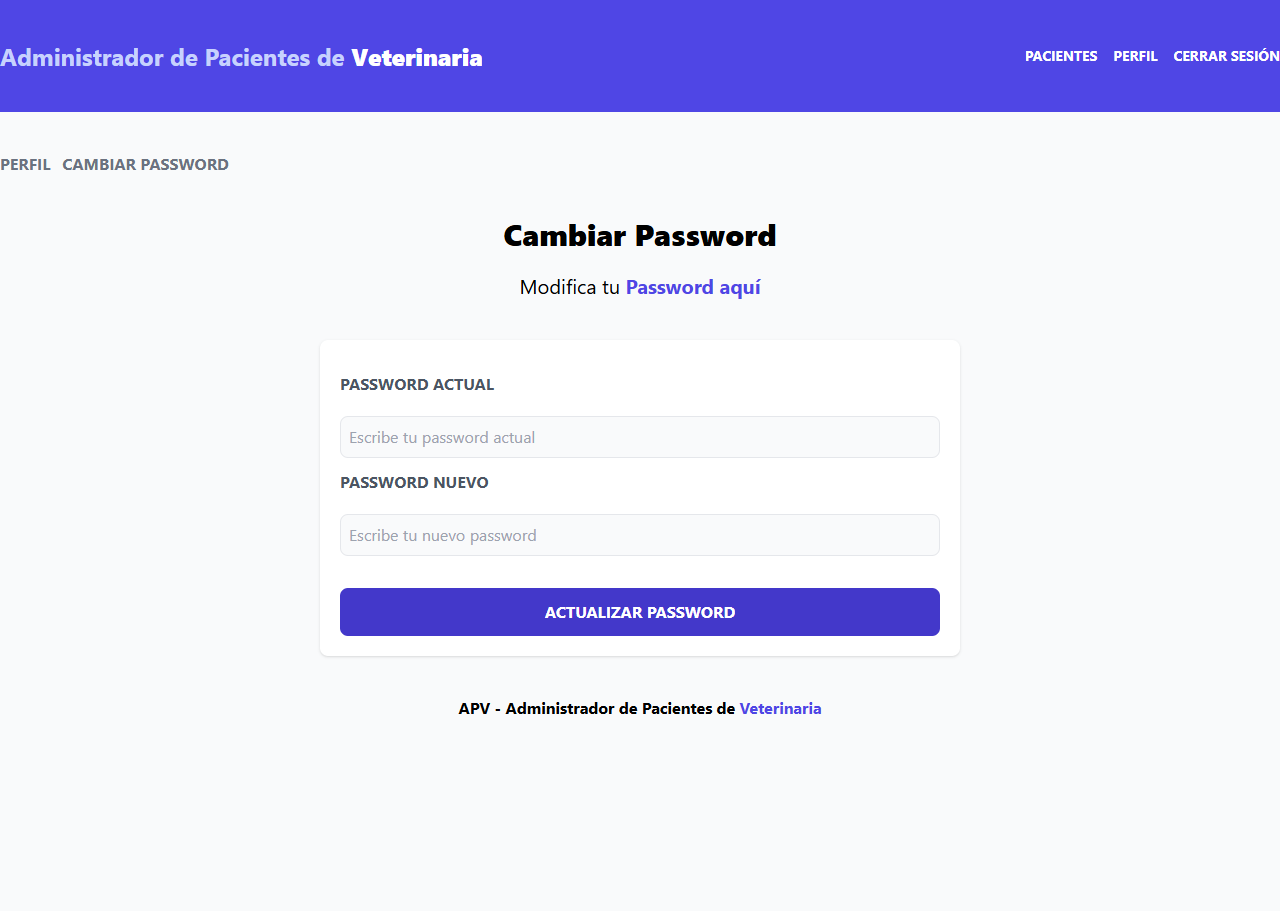 Administrador de Pacientes de Veterinaria
PACIENTES PERFIL CERRAR SESIÓN
PERFIL CAMBIAR PASSWORD
Cambiar Password
Modifica tu Password aquí
PASSWORD ACTUAL
Escribe tu password actual
PASSWORD NUEVO
Escribe tu nuevo password
ACTUALIZAR PASSWORD
APV - Administrador de Pacientes de Veterinaria